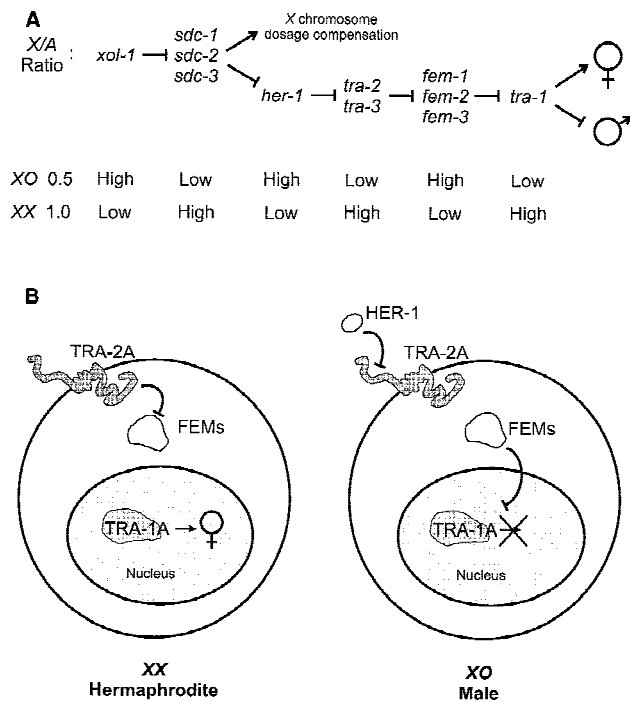 A
X/A
Ratio
:
xol-1
sdc-1
sdc-2
sdc-3
X chromosome
dosage compensation
her-1
tra-2
tra-3
fem-1
fem-2
fem-3
tra-1
XO 0.5 High Low High Low High Low
XX 1.0 Low High Low High Low High
B
TRA-2A
FEMs
TRA-1A
Nucleus
XX
Hermaphrodite
HER-1
TRA-2A
FEMs
TRA-1A
Nucleus
XO
Male